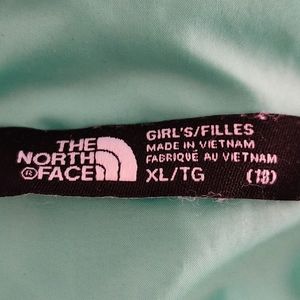 THE
NORTH
FACE®
GIRL'S/FILLES
MADE IN VIETNAM
FABRIQUÉ AU VIETNAM
XL/TG (18)